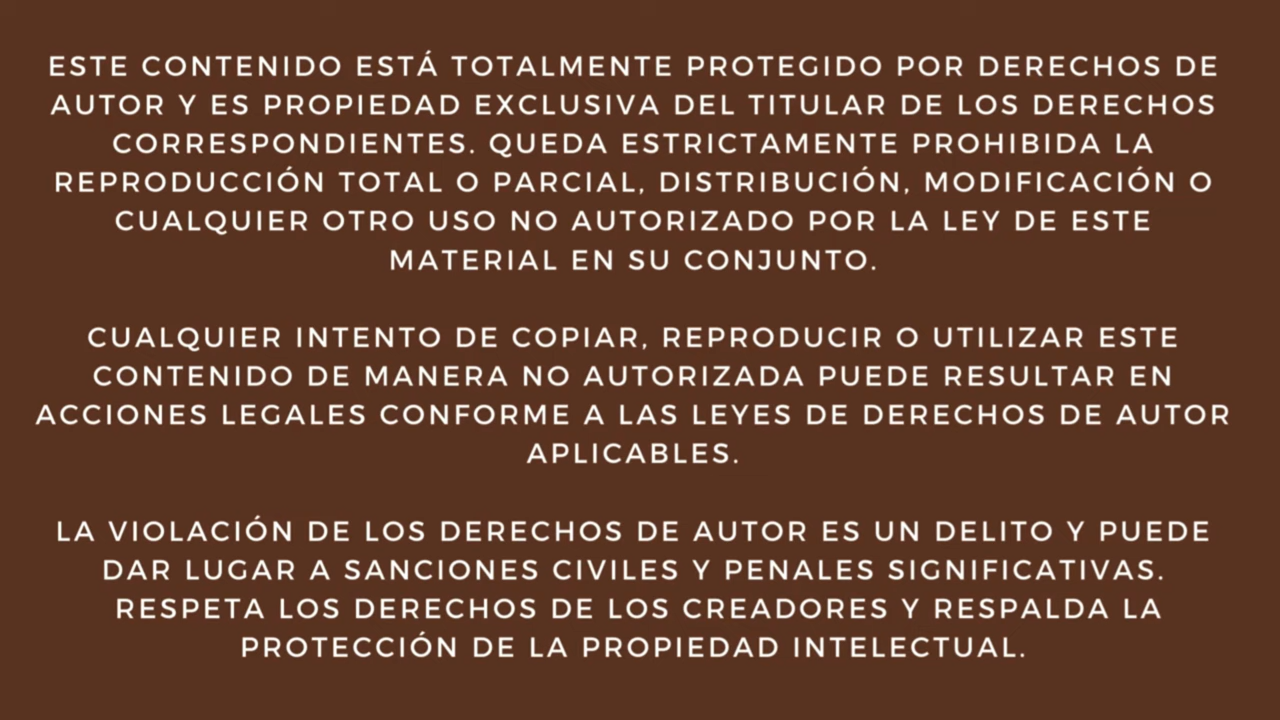 ESTE CONTENIDO ESTÁ TOTALMENTE PROTEGIDO POR DERECHOS DE
AUTOR Y ES PROPIEDAD EXCLUSIVA DEL TITULAR DE LOS DERECHOS
CORRESPONDIENTES. QUEDA ESTRICTAMENTE PROHIBIDA LA
REPRODUCCIÓN TOTAL O PARCIAL, DISTRIBUCIÓN, MODIFICACIÓN O
CUALQUIER OTRO USO NO AUTORIZADO POR LA LEY DE ESTE
MATERIAL EN SU CONJUNTO.
CUALQUIER INTENTO DE COPIAR, REPRODUCIR O UTILIZAR ESTE
CONTENIDO DE MANERA NO AUTORIZADA PUEDE RESULTAR EN
ACCIONES LEGALES CONFORME A LAS LEYES DE DERECHOS DE AUTOR
APLICABLES.
LA VIOLACIÓN DE LOS DERECHOS DE AUTOR ES UN DELITO Y PUEDE
DAR LUGAR A SANCIONES CIVILES Y PENALES SIGNIFICATIVAS.
RESPETA LOS DERECHOS DE LOS CREADORES Y RESPALDA LA
PROTECCIÓN DE LA PROPIEDAD INTELECTUAL.